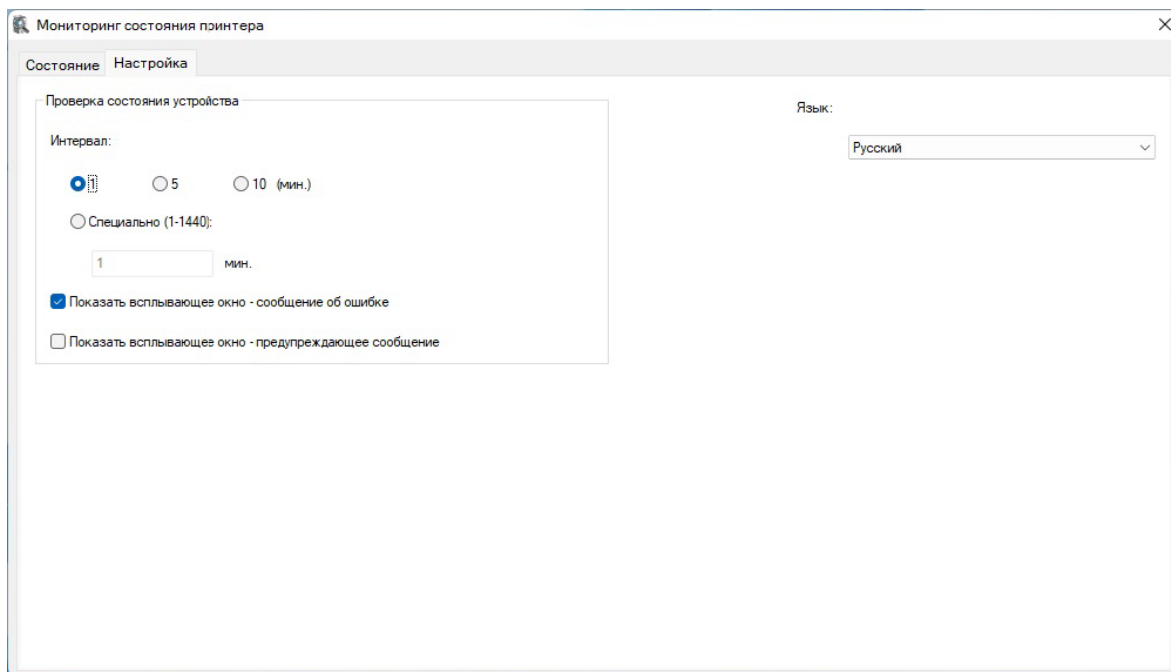 Мониторинг состояния принтера
Состояние Настройка
Проверка состояния устройства
Язык:
Интервал:
Русский
1 5 10 (мин.)
Специально (1-1440):
1 мин.
Показать всплывающее окно - сообщение об ошибке
Показать всплывающее окно - предупреждающее сообщение